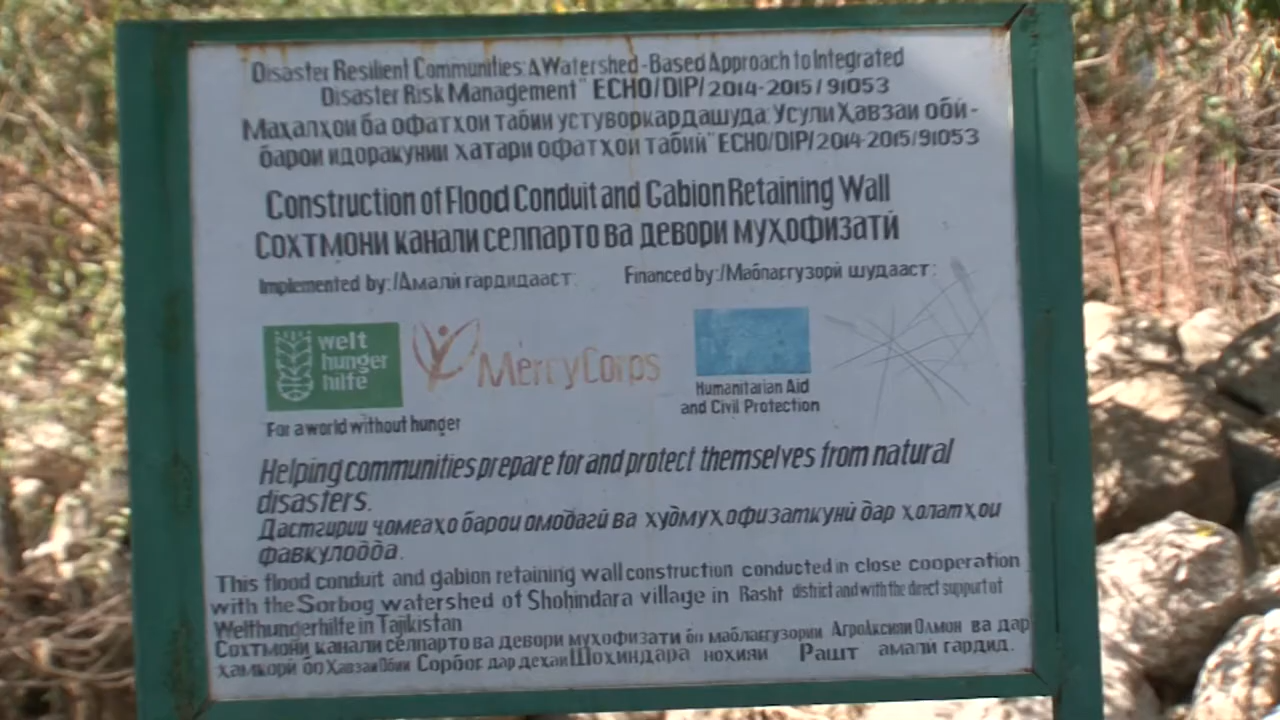 Disaster Resilient Communities: A Watershed-Based Approach to Integrated
Disaster Risk Management" ECHO/DIP/2014-2015/91053
Маҳалҳои ба офатҳои табии устуворкардашуда: Усули Ҳавзаи обӣ-
барои идоракунии хатари офатҳои табиӣ" ECHO/DIP/2014-2015/91053
Construction of Flood Conduit and Gabion Retaining Wall
Сохтмони канали селпарто ва девори муҳофизатӣ
Implemented by:/Амалӣ гардидааст:
Financed by:/Маблаггузорӣ шудааст:
welt
hunger
hilfe
MercyCorps
Humanitarian Aid
and Civil Protection
For a world without hunger
Helping communities prepare for and protect themselves from natural
disasters.
Дастгирии ҷомеаҳо барои омодагӣ ва худмуҳофизаткунӣ дар ҳолатҳои
фавқулодда.
This flood conduit and gabion retaining wall construction conducted in close cooperation
with the Sorbog watershed of Shohindara village in Rasht district and with the direct support of
Welthungerhilfe in Tajikistan
Сохтмони канали селпарто ва девори муҳофизати бо маблаггузории АгроАксияи Олмон ва дар
ҳамкорӣ бо Ҳавзаи Обии Сорбог дар деҳаи Шохиндара ноҳияи Рашт амалӣ гардид.